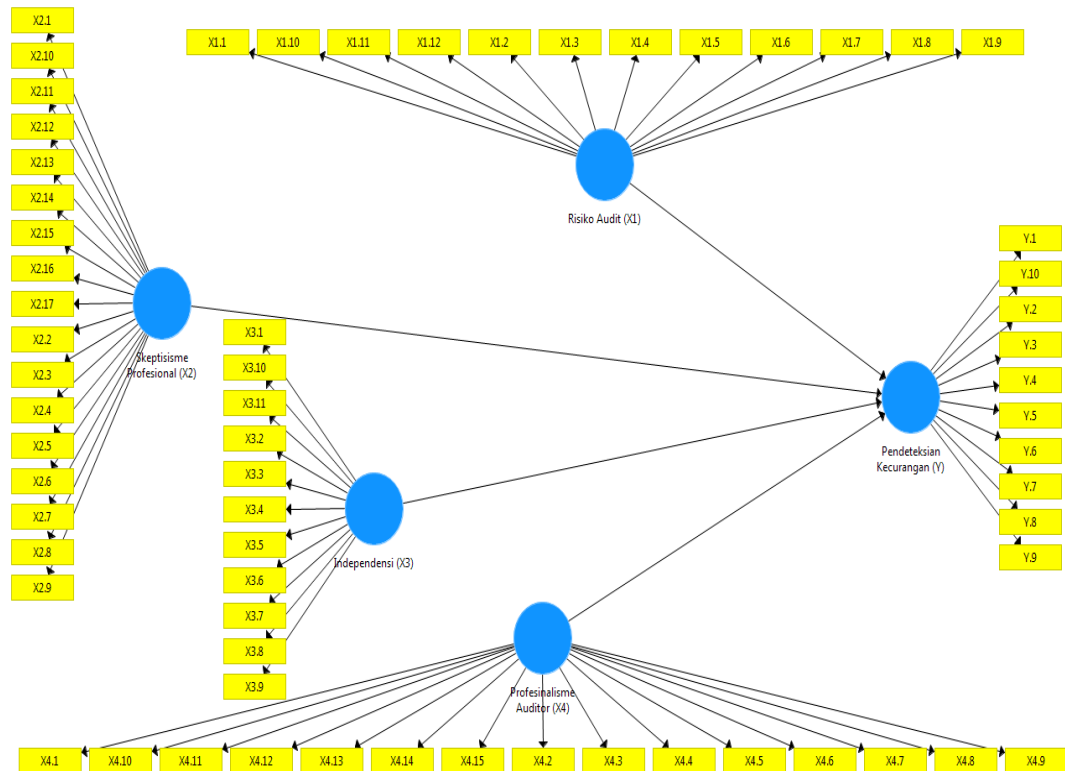 X2.1
X2.10
X2.11
X2.12
X2.13
X2.14
X2.15
X2.16
X2.17
X2.2
X2.3
X2.4
X2.5
X2.6
X2.7
X2.8
X2.9
Skeptisisme
Profesional (X2)
X1.1 X1.10 X1.11 X1.12 X1.2 X1.3 X1.4 X1.5 X1.6 X1.7 X1.8 X1.9
Risiko Audit (X1)
X3.1
X3.10
X3.11
X3.2
X3.3
X3.4
X3.5
X3.6
X3.7
X3.8
X3.9
Independensi (X3)
Y.1
Y.10
Y.2
Y.3
Y.4
Y.5
Y.6
Y.7
Y.8
Y.9
Pendeteksian
Kecurangan (Y)
Profesinalisme
Auditor (X4)
X4.1 X4.10 X4.11 X4.12 X4.13 X4.14 X4.15 X4.2 X4.3 X4.4 X4.5 X4.6 X4.7 X4.8 X4.9